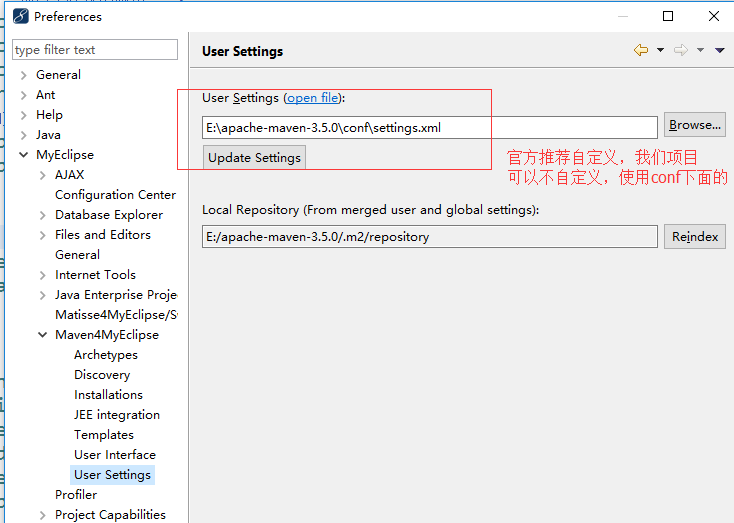 Preferences
type filter text
General
Ant
Help
Java
MyEclipse
AJAX
Configuration Center
Database Explorer
Files and Editors
General
Internet Tools
Java Enterprise Proje
Matisse4MyEclipse/Sw
Maven4MyEclipse
Archetypes
Discovery
Installations
JEE integration
Templates
User Interface
User Settings
Profiler
Project Capabilities
User Settings
User Settings (open file):
E:\apache-maven-3.5.0\conf\settings.xml
Browse...
Update Settings
官方推荐自定义，我们项目
可以不自定义，使用conf下面的
Local Repository (From merged user and global settings):
E:/apache-maven-3.5.0/.m2/repository
Reindex